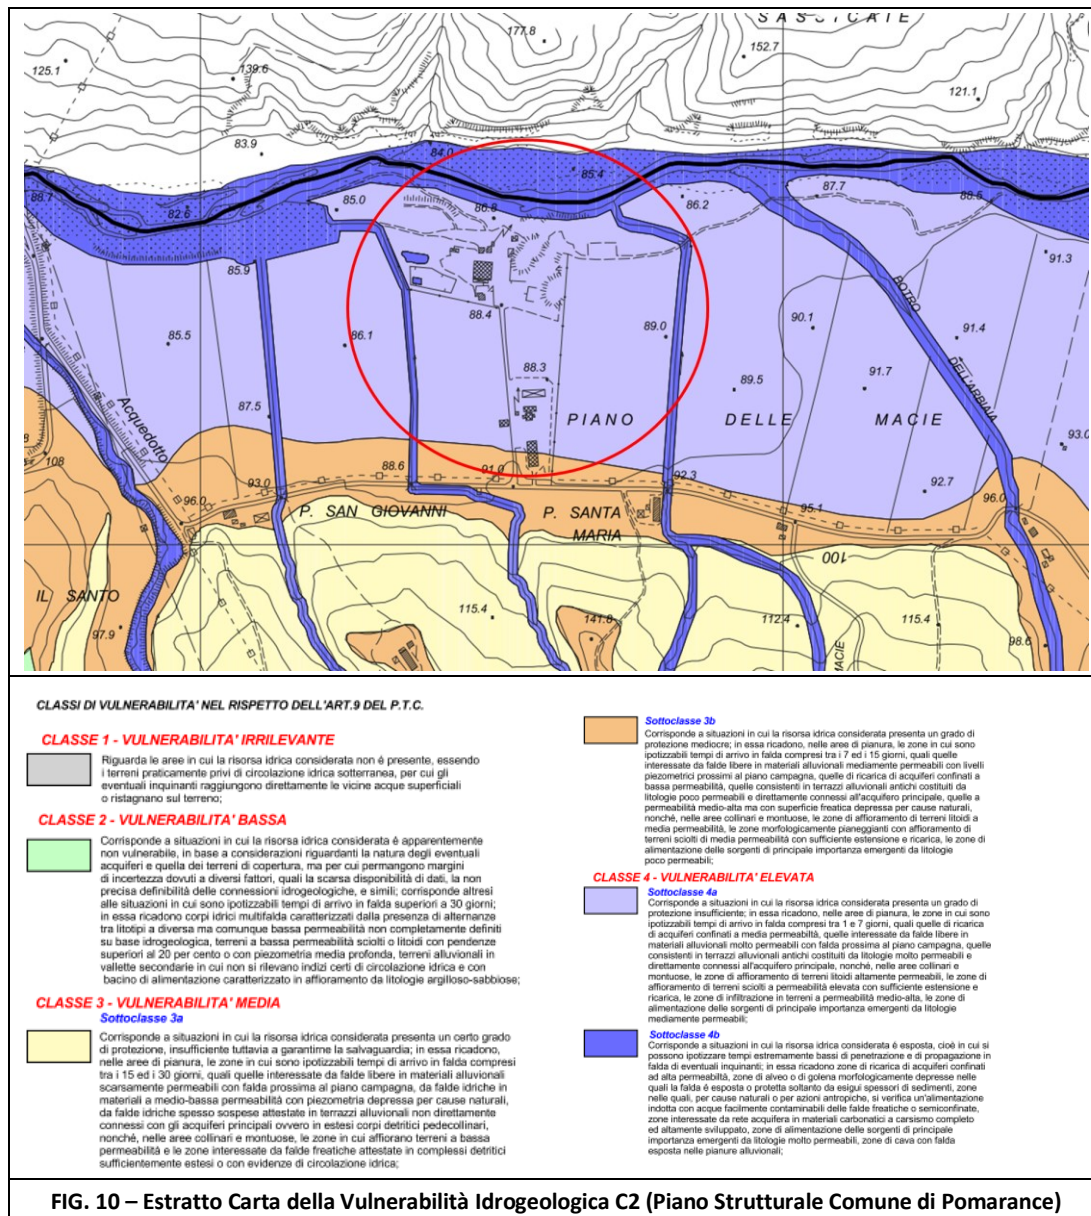 SASSICAIE
177.8
152.7
125.1
139.6
121.1
83.9
84.0
85.4
88.7
82.6
85.0
86.8
86.2
87.7
88.5
85.9
91.3
88.4
BOTRO
DELL'ARBIAIA
85.5
86.1
89.0
90.1
91.4
88.3
89.5
91.7
Acquedotto
87.5
PIANO DELLE MACIE
93.0
108
88.6
91.0
92.3
92.7
96.0
93.0
96.0
95.1
P. SAN GIOVANNI
P. SANTA
MARIA
100
IL SANTO
97.9
115.4
141.6
112.4
115.4
98.6
MACIE
CLASSI DI VULNERABILITA' NEL RISPETTO DELL'ART.9 DEL P.T.C.
CLASSE 1 - VULNERABILITA' IRRILEVANTE
Riguarda le aree in cui la risorsa idrica considerata non è presente, essendo
i terreni praticamente privi di circolazione idrica sotterranea, per cui gli
eventuali inquinanti raggiungono direttamente le vicine acque superficiali
o ristagnano sul terreno;
CLASSE 2 - VULNERABILITA' BASSA
Corrisponde a situazioni in cui la risorsa idrica considerata è apparentemente
non vulnerabile, in base a considerazioni riguardanti la natura degli eventuali
acquiferi e quella dei terreni di copertura, ma per cui permangono margini
di incertezza dovuti a diversi fattori, quali la scarsa disponibilità di dati, la non
precisa definibilità delle connessioni idrogeologiche, e simili; corrisponde altresì
alle situazioni in cui sono ipotizzabili tempi di arrivo in falda superiori a 30 giorni;
in essa ricadono corpi idrici multifalda caratterizzati dalla presenza di alternanze
tra litotipi a diversa ma comunque bassa permeabilità non completamente definiti
su base idrogeologica, terreni a bassa permeabilità sciolti o litoidi con pendenze
superiori al 20 per cento o con piezometria media profonda, terreni alluvionali in
vallette secondarie in cui non si rilevano indizi certi di circolazione idrica e con
bacino di alimentazione caratterizzato in affioramento da litologie argilloso-sabbiose;
CLASSE 3 - VULNERABILITA' MEDIA
Sottoclasse 3a
Corrisponde a situazioni in cui la risorsa idrica considerata presenta un certo grado
di protezione, insufficiente tuttavia a garantirne la salvaguardia; in essa ricadono,
nelle aree di pianura, le zone in cui sono ipotizzabili tempi di arrivo in falda compresi
tra i 15 ed i 30 giorni, quali quelle interessate da falde libere in materiali alluvionali
scarsamente permeabili con falda prossima al piano campagna, da falde idriche in
materiali a medio-bassa permeabilità con piezometria depressa per cause naturali,
da falde idriche spesso sospese attestate in terrazzi alluvionali non direttamente
connessi con gli acquiferi principali ovvero in estesi corpi detritici pedecollinari,
nonché, nelle aree collinari e montuose, le zone in cui affiorano terreni a bassa
permeabilità e le zone interessate da falde freatiche attestate in complessi detritici
sufficientemente estesi o con evidenze di circolazione idrica;
Sottoclasse 3b
Corrisponde a situazioni in cui la risorsa idrica considerata presenta un grado di
protezione mediocre; in essa ricadono, nelle aree di pianura, le zone in cui sono
ipotizzabili tempi di arrivo in falda compresi tra i 7 ed i 15 giorni, quali quelle
interessate da falde libere in materiali alluvionali mediamente permeabili con livelli
piezometrici prossimi al piano campagna, quelle di ricarica di acquiferi confinati a
bassa permeabilità, quelle consistenti in terrazzi alluvionali antichi costituiti da
litologie poco permeabili e direttamente connessi all'acquifero principale, quelle a
permeabilità medio-alta ma con superficie freatica depressa per cause naturali,
nonché, nelle aree collinari e montuose, le zone di affioramento di terreni litoidi a
media permeabilità, le zone morfologicamente pianeggianti con affioramento di
terreni sciolti di media permeabilità con sufficiente estensione e ricarica, le zone di
alimentazione delle sorgenti di principale importanza emergenti da litologie
poco permeabili;
CLASSE 4 - VULNERABILITA' ELEVATA
Sottoclasse 4a
Corrisponde a situazioni in cui la risorsa idrica considerata presenta un grado di
protezione insufficiente; in essa ricadono, nelle aree di pianura, le zone in cui sono
ipotizzabili tempi di arrivo in falda compresi tra 1 e 7 giorni, quali quelle di ricarica
di acquiferi confinati a media permeabiltà, quelle interessate da falde libere in
materiali alluvionali molto permeabili con falda prossima al piano campagna, quelle
consistenti in terrazzi alluvionali antichi costituiti da litologie molto permeabili e
direttamente connessi all'acquifero principale, nonché, nelle aree collinari e
montuose, le zone di affioramento di terreni litoidi altamente permeabili, le zone di
affioramento di terreni sciolti a permeabilità elevata con sufficiente estensione e
ricarica, le zone di infiltrazione in terreni a permeabilità medio-alta, le zone di
alimentazione delle sorgenti di principale importanza emergenti da litologie
mediamente permeabili;
Sottoclasse 4b
Corrisponde a situazioni in cui la risorsa idrica considerata è esposta, cioè in cui si
possono ipotizzare tempi estremamente bassi di penetrazione e di propagazione in
falda di eventuali inquinanti; in essa ricadono zone di ricarica di acquiferi confinati
ad alta permeabiltà, zone di alveo o di golena morfologicamente depresse nelle
quali la falda è esposta o protetta soltanto da esigui spessori di sedimenti, zone
nelle quali, per cause naturali o per azioni antropiche, si verifica un'alimentazione
indotta con acque facilmente contaminabili delle falde freatiche o semiconfinate,
zone interessate da rete acquifera in materiali carbonatici a carsismo completo
ed altamente sviluppato, zone di alimentazione delle sorgenti di principale
importanza emergenti da litologie molto permeabili, zone di cava con falda
esposta nelle pianure alluvionali;
FIG. 10 – Estratto Carta della Vulnerabilità Idrogeologica C2 (Piano Strutturale Comune di Pomarance)